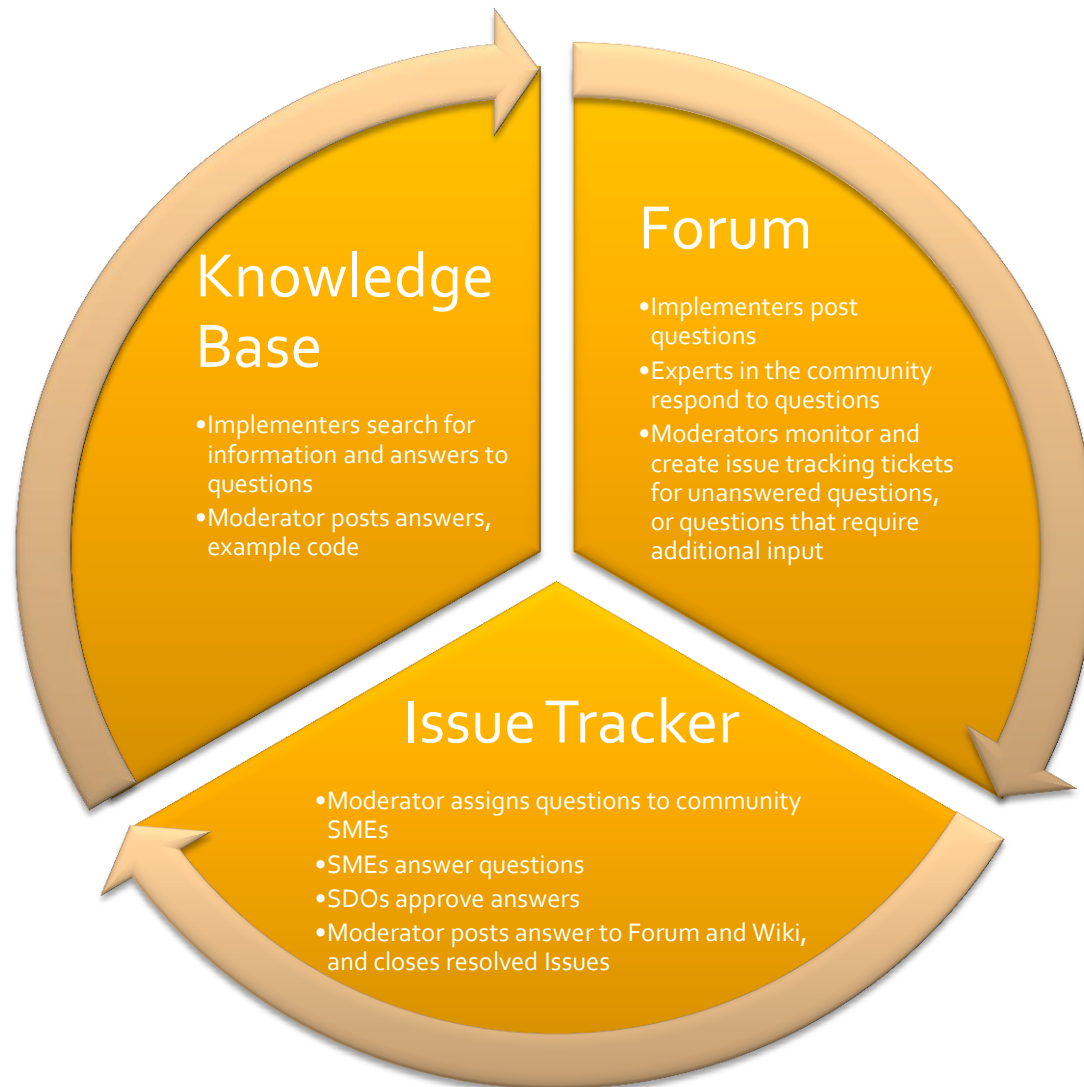 Knowledge
Base
•Implementers search for
information and answers to
questions
•Moderator posts answers,
example code
Forum
•Implementers post
questions
•Experts in the community
respond to questions
•Moderators monitor and
create issue tracking tickets
for unanswered questions,
or questions that require
additional input
Issue Tracker
•Moderator assigns questions to community
SMEs
•SMEs answer questions
•SDOs approve answers
•Moderator posts answer to Forum and Wiki,
and closes resolved Issues